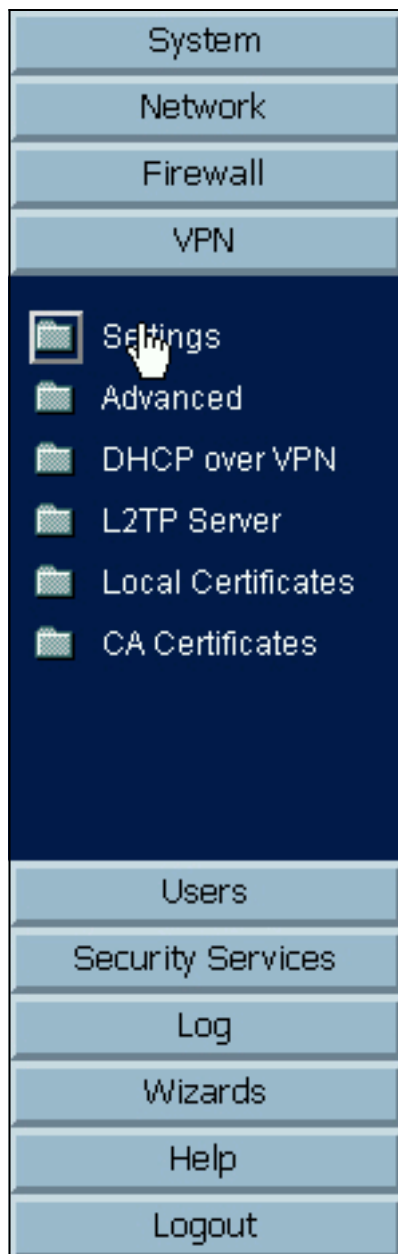 System
Network
Firewall
VPN
Settings
Advanced
DHCP over VPN
L2TP Server
Local Certificates
CA Certificates
Users
Security Services
Log
Wizards
Help
Logout